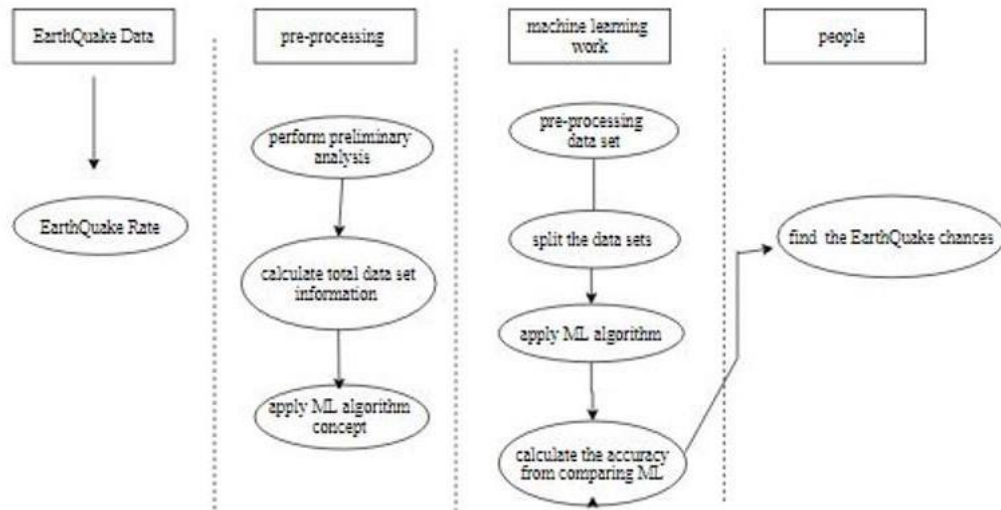 EarthQuake Data
pre-processing
machine learning
work
people
EarthQuake Rate
perform preliminary
analysis
calculate total data set
information
apply ML algorithm
concept
pre-processing
data set
split the data sets
apply ML algorithm
calculate the accuracy
from comparing ML
find the EarthQuake chances